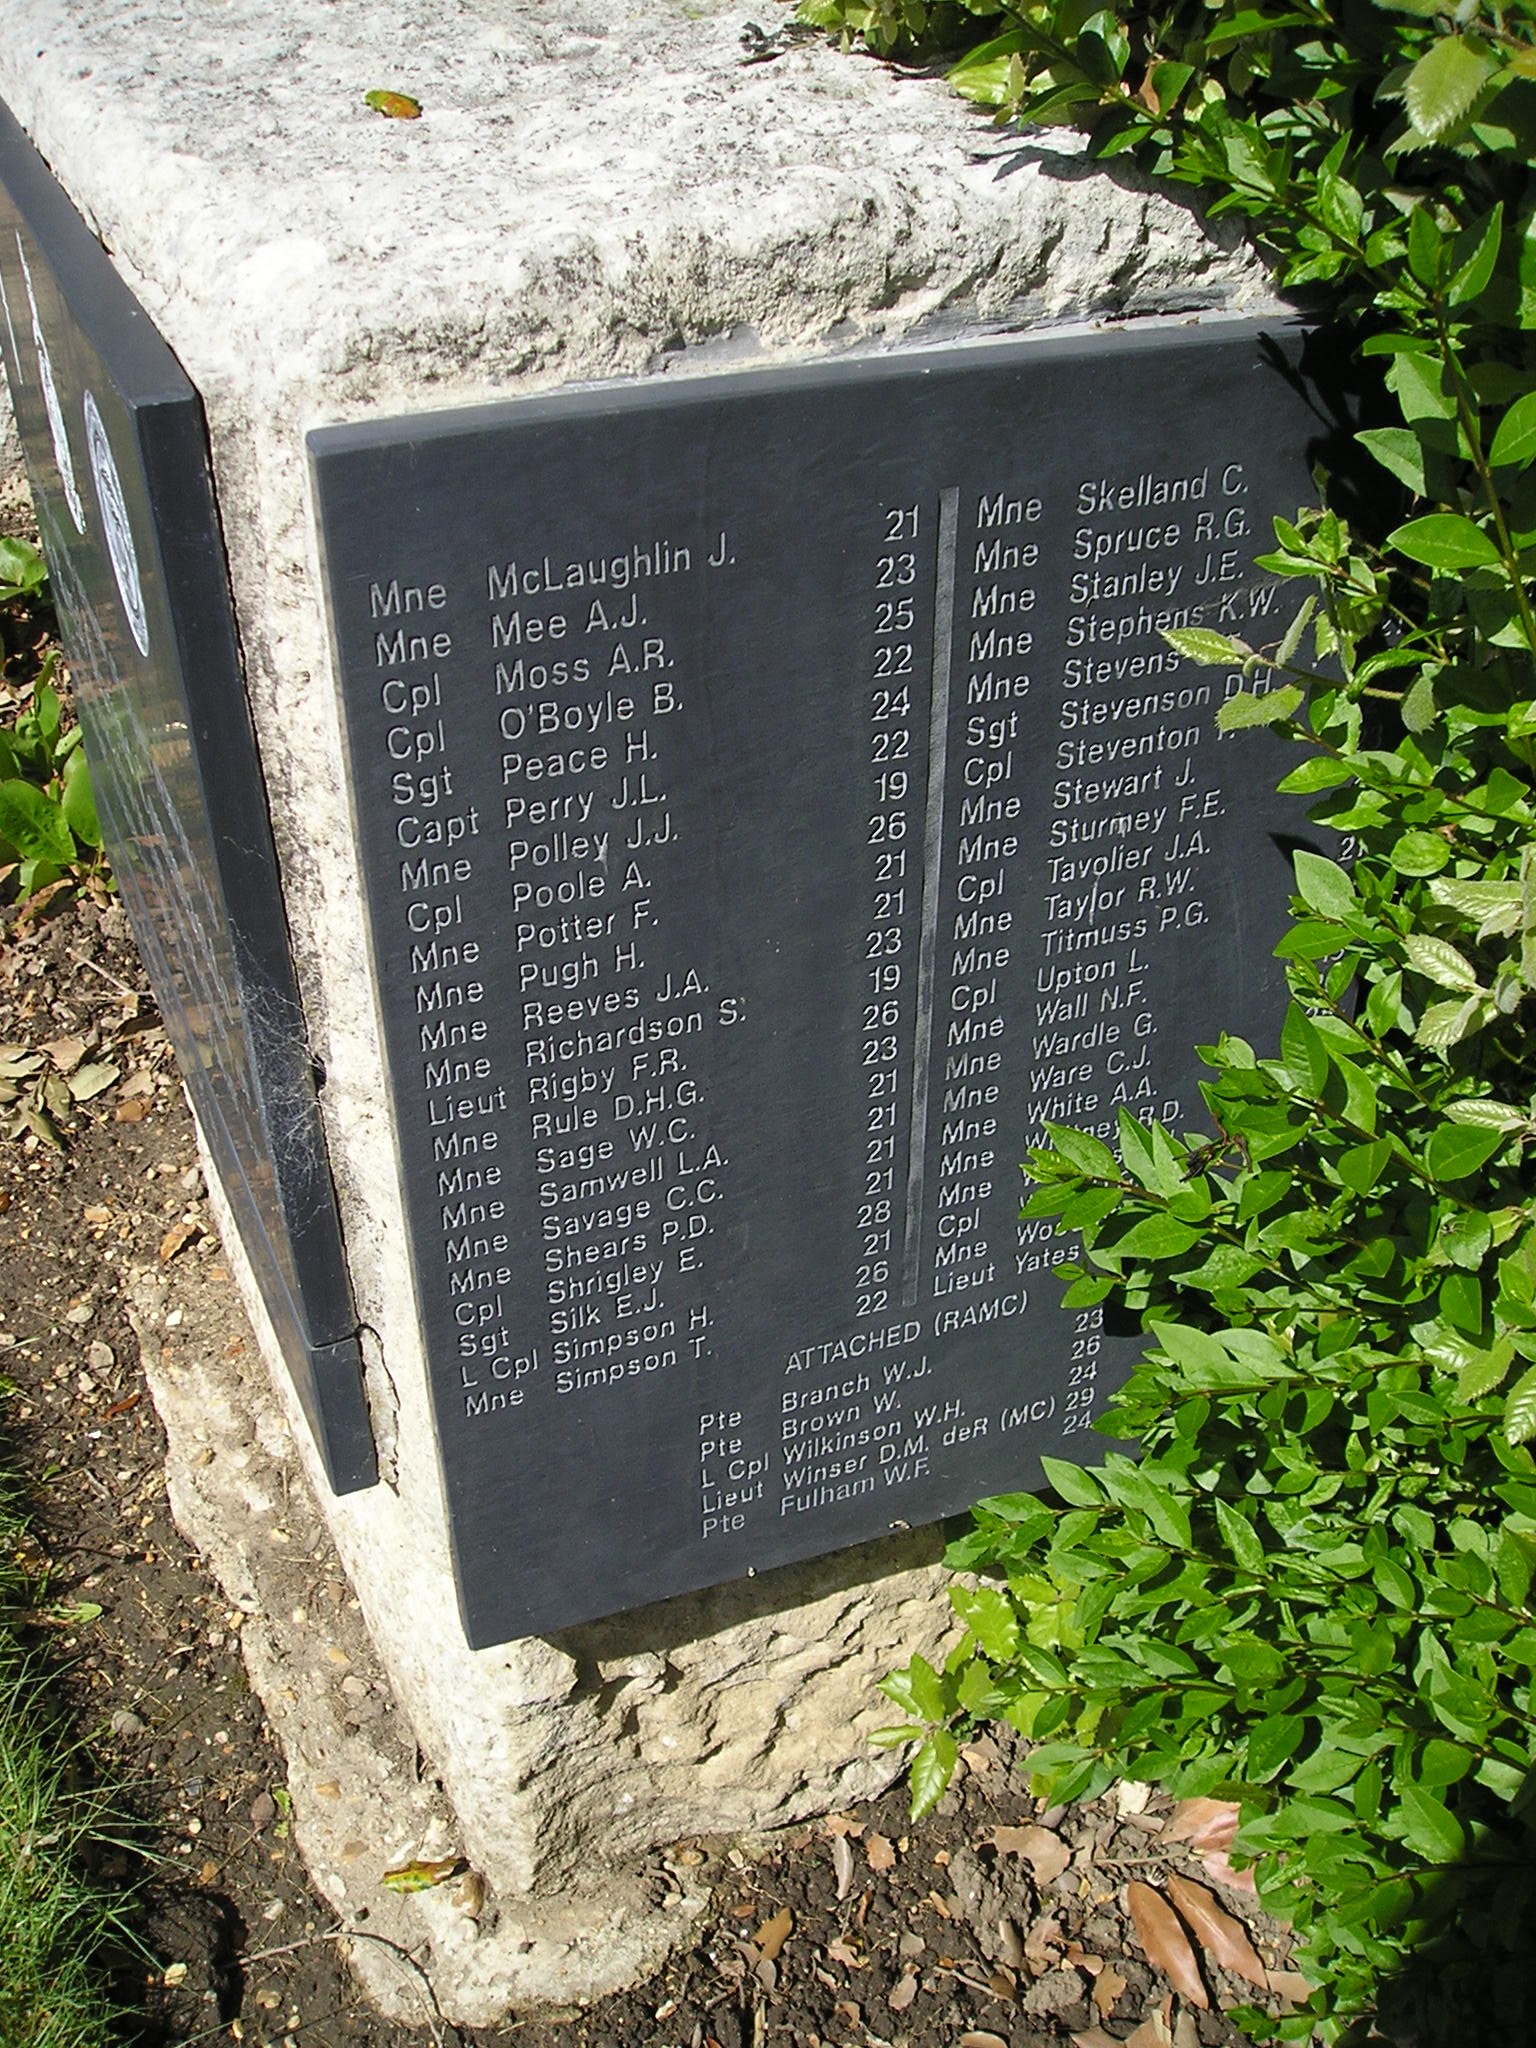 Mne McLaughlin J. 21
Mne Mee A.J. 23
Cpl Moss A.R. 25
Cpl O'Boyle B. 22
Sgt Peace H. 24
Capt Perry J.L. 22
Mne Polley J.J. 19
Cpl Poole A. 26
Mne Potter F. 21
Mne Pugh H. 21
Mne Reeves J.A. 23
Mne Richardson S. 19
Lieut Rigby F.R. 26
Mne Rule D.H.G. 23
Mne Sage W.C. 21
Mne Samwell L.A. 21
Mne Savage C.C. 21
Mne Shears P.D. 21
Cpl Shrigley E. 28
Sgt Silk E.J. 21
L Cpl Simpson H. 26
Mne Simpson T. 22
Mne Skelland C.
Mne Spruce R.G.
Mne Stanley J.E.
Mne Stephens K.W.
Mne Stevens
Sgt Stevenson D.H.
Cpl Steventon
Mne Stewart J.
Mne Sturmey F.E.
Cpl Tavolier J.A.
Mne Taylor R.W.
Mne Titmuss P.G.
Cpl Upton L.
Mne Wall N.F.
Mne Wardle G.
Mne Ware C.J.
Mne White A.A.
Mne Whitney R.D.
Mne
Cpl
Mne
Lieut Yates
ATTACHED (RAMC)
Pte Branch W.J. 23
Pte Brown W. 26
L Cpl Wilkinson W.H. 24
Lieut Winser D.M. deR (MC) 29
Pte Fulham W.F. 24